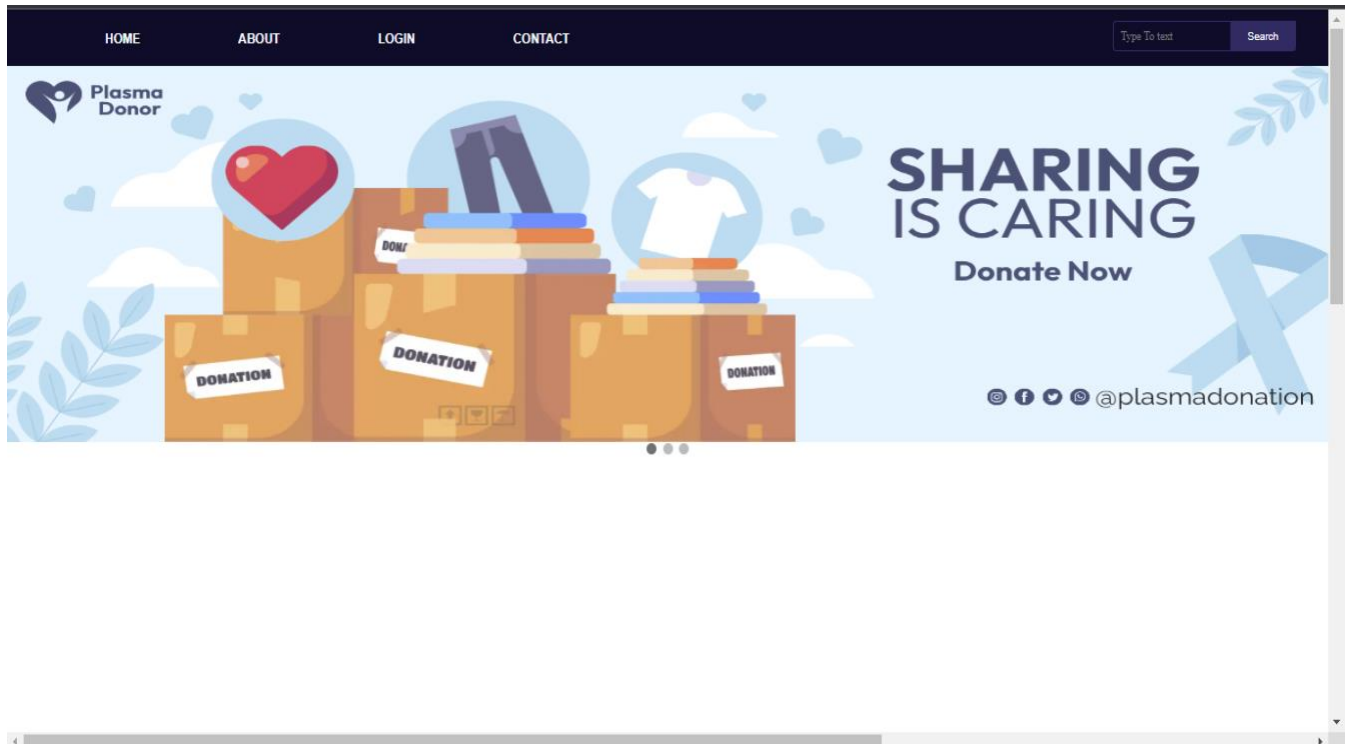 HOME ABOUT LOGIN CONTACT Type To text Search
Plasma
Donor
SHARING
IS CARING
Donate Now
DONATION
DONATION
DONATION
@plasmadonation